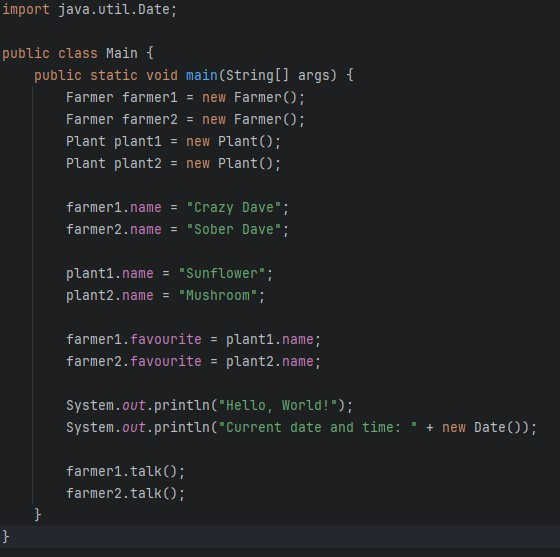 import java.util.Date;
public class Main {
public static void main(String[] args) {
Farmer farmer1 = new Farmer();
Farmer farmer2 = new Farmer();
Plant plant1 = new Plant();
Plant plant2 = new Plant();
farmer1.name = "Crazy Dave";
farmer2.name = "Sober Dave";
plant1.name = "Sunflower";
plant2.name = "Mushroom";
farmer1.favourite = plant1.name;
farmer2.favourite = plant2.name;
System.out.println("Hello, World!");
System.out.println("Current date and time: " + new Date());
farmer1.talk();
farmer2.talk();
}
}